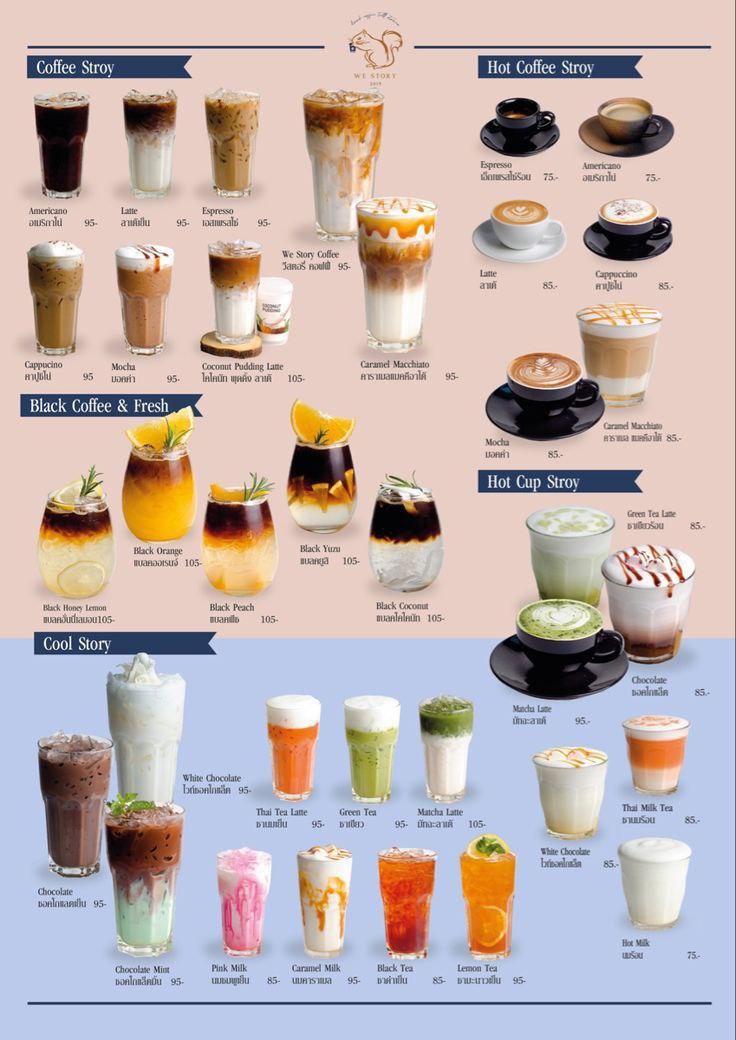 WE STORY
2019
Coffee Stroy
Americano
อเมริกาโน่ 95-
Latte
ลาเต้เย็น 95-
Espresso
เอสเพรสโซ่ 95-
We Story Coffee
วีสตอรี่ คอฟฟี่ 95-
Cappucino
คาปูชิโน่ 95
Mocha
มอคค่า 95-
COCONUT
PUDDING
Coconut Pudding Latte
โคโคนัท พุดดิ้ง ลาเต้ 105-
Caramel Macchiato
คาราเมลแมคคิอาโต้ 95-
Hot Coffee Stroy
Espresso
เอ็กเพรสโซ่ร้อน 75.-
Americano
อเมริกาโน่ 75.-
Latte
ลาเต้ 85.-
Cappuccino
คาปูชิโน่ 85.-
Mocha
มอคค่า 85.-
Caramel Macchiato
คาราเมล แมคคิอาโต้ 85.-
Black Coffee & Fresh
Black Orange
แบลคออเรนจ์ 105-
Black Yuzu
แบลคยูสึ 105-
Black Honey Lemon
แบลคฮั่นนี่เลมอน105-
Black Peach
แบลคพีช 105-
Black Coconut
แบลคโคโคนัท 105-
Hot Cup Stroy
Green Tea Latte
ชาเขียวร้อน 85.-
Chocolate
ชอคโกแล็ต 85.-
Matcha Latte
มัทฉะลาเต้ 95.-
Thai Milk Tea
ชานมร้อน 85.-
White Chocolate
ไวท์ชอคโกแล็ต 85.-
Hot Milk
นมร้อน 75.-
Cool Story
White Chocolate
ไวท์ชอคโกแล็ต 95-
Thai Tea Latte
ชานมเย็น 95-
Green Tea
ชาเขียว 95-
Matcha Latte
มัทฉะลาเต้ 105-
Chocolate
ชอคโกแลตเย็น 95-
Chocolate Mint
ชอคโกแล็ตมิ้น 95-
Pink Milk
นมชมพูเย็น 85-
Caramel Milk
นมคาราเมล 95-
Black Tea
ชาดำเย็น 85-
Lemon Tea
ชามะนาวเย็น 95-